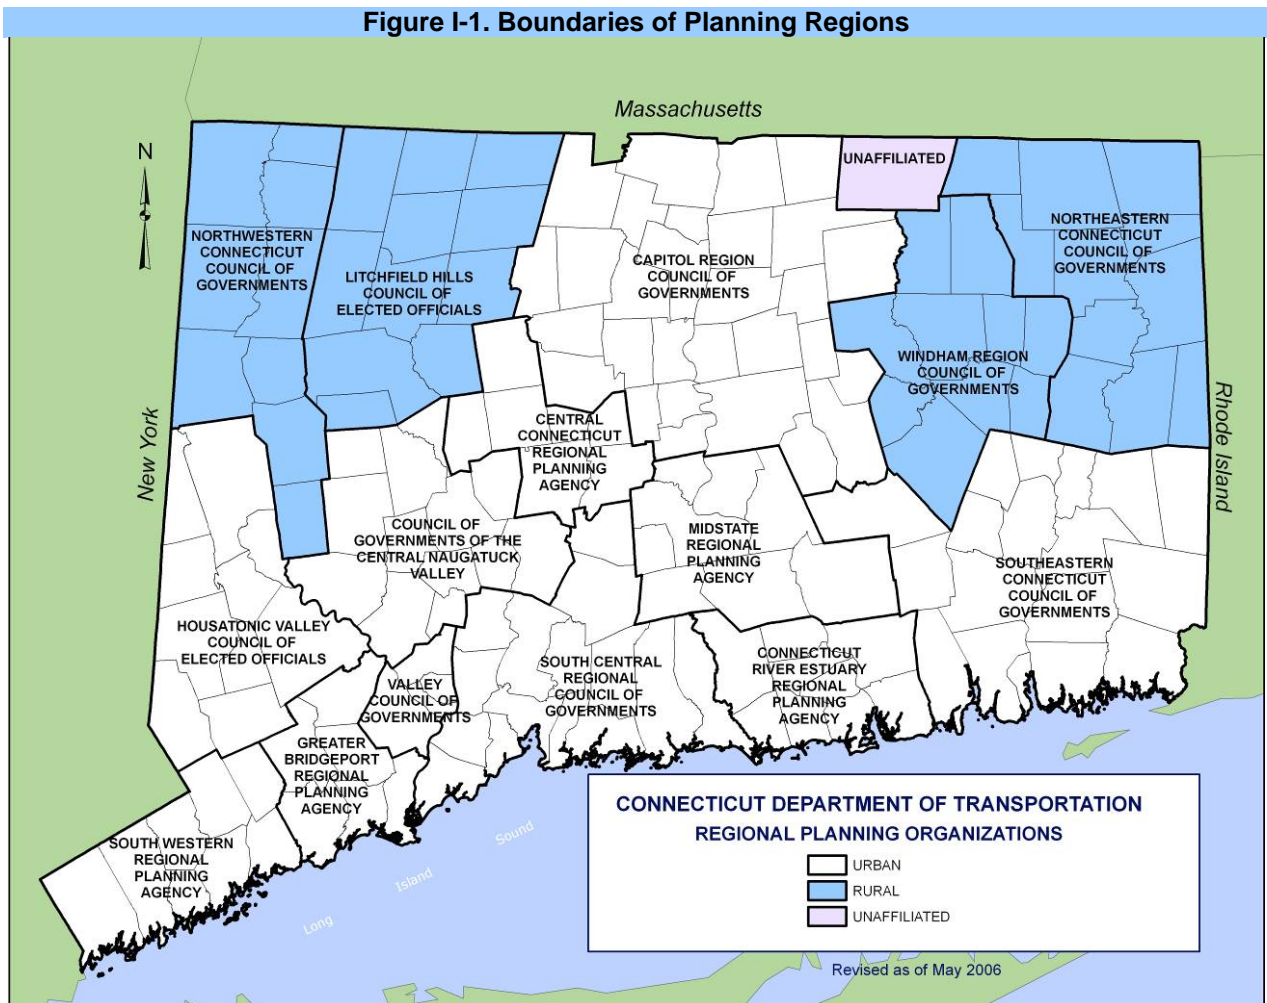 Figure I-1. Boundaries of Planning Regions
Massachusetts
N
UNAFFILIATED
NORTHWESTERN
CONNECTICUT
COUNCIL OF
GOVERNMENTS
LITCHFIELD HILLS
COUNCIL OF
ELECTED OFFICIALS
CAPITOL REGION
COUNCIL OF
GOVERNMENTS
NORTHEASTERN
CONNECTICUT
COUNCIL OF
GOVERNMENTS
WINDHAM REGION
COUNCIL OF
GOVERNMENTS
New York
Rhode Island
CENTRAL
CONNECTICUT
REGIONAL
PLANNING
AGENCY
COUNCIL OF
GOVERNMENTS OF THE
CENTRAL NAUGATUCK
VALLEY
MIDSTATE
REGIONAL
PLANNING
AGENCY
SOUTHEASTERN
CONNECTICUT
COUNCIL OF
GOVERNMENTS
HOUSATONIC VALLEY
COUNCIL OF
ELECTED OFFICIALS
VALLEY
COUNCIL OF
GOVERNMENTS
SOUTH CENTRAL
REGIONAL
COUNCIL OF
GOVERNMENTS
CONNECTICUT
RIVER ESTUARY
REGIONAL
PLANNING
AGENCY
GREATER
BRIDGEPORT
REGIONAL
PLANNING
AGENCY
SOUTH WESTERN
REGIONAL
PLANNING
AGENCY
Long Island Sound
CONNECTICUT DEPARTMENT OF TRANSPORTATION
REGIONAL PLANNING ORGANIZATIONS
URBAN
RURAL
UNAFFILIATED
Revised as of May 2006